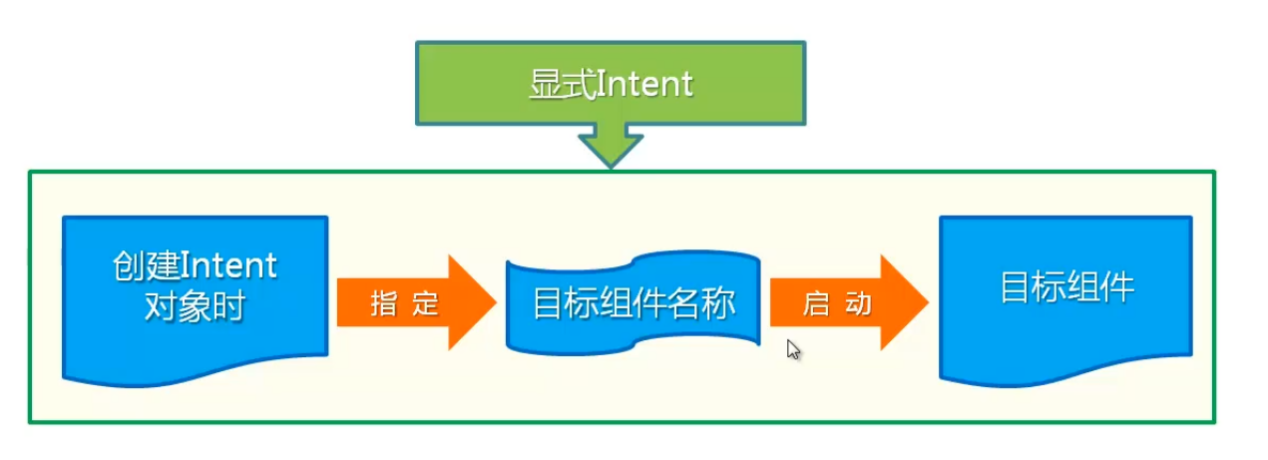 显式Intent
创建Intent
对象时
指 定
目标组件名称
启 动
目标组件